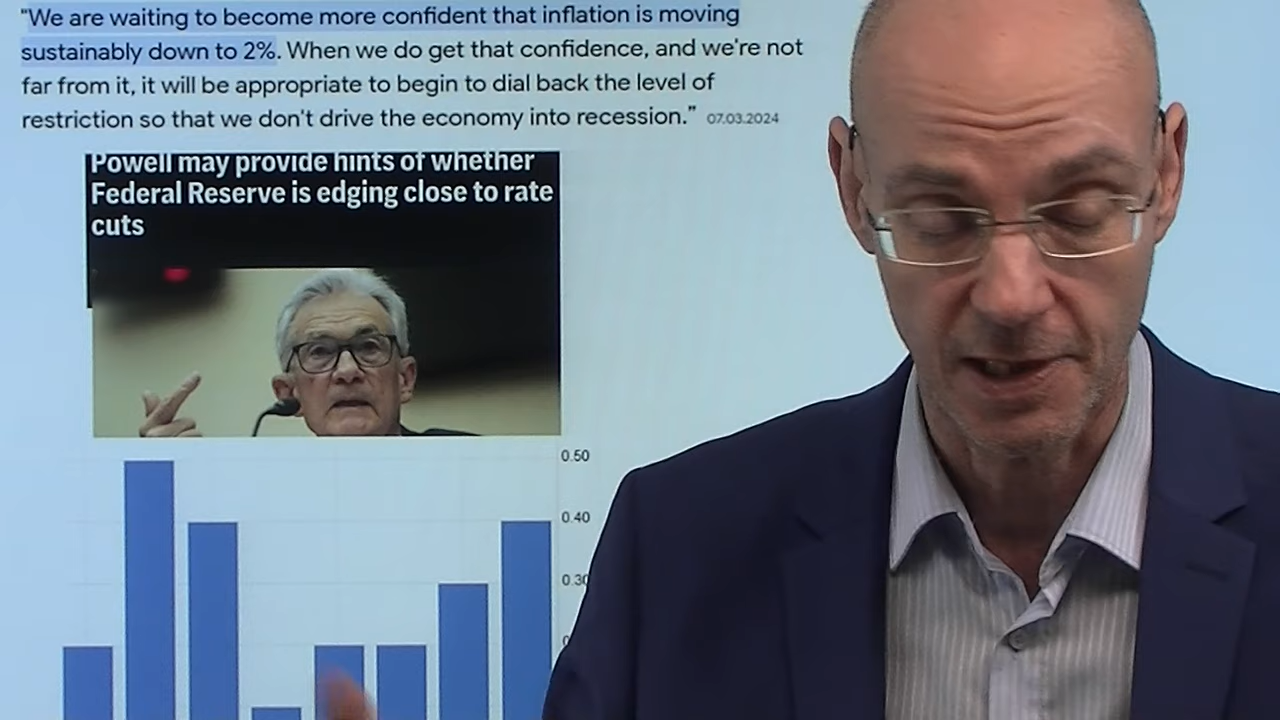 "We are waiting to become more confident that inflation is moving
sustainably down to 2%. When we do get that confidence, and we're not
far from it, it will be appropriate to begin to dial back the level of
restriction so that we don't drive the economy into recession.” 07.03.2024
Powell may provide hints of whether
Federal Reserve is edging close to rate
cuts
0.50
0.40
0.30